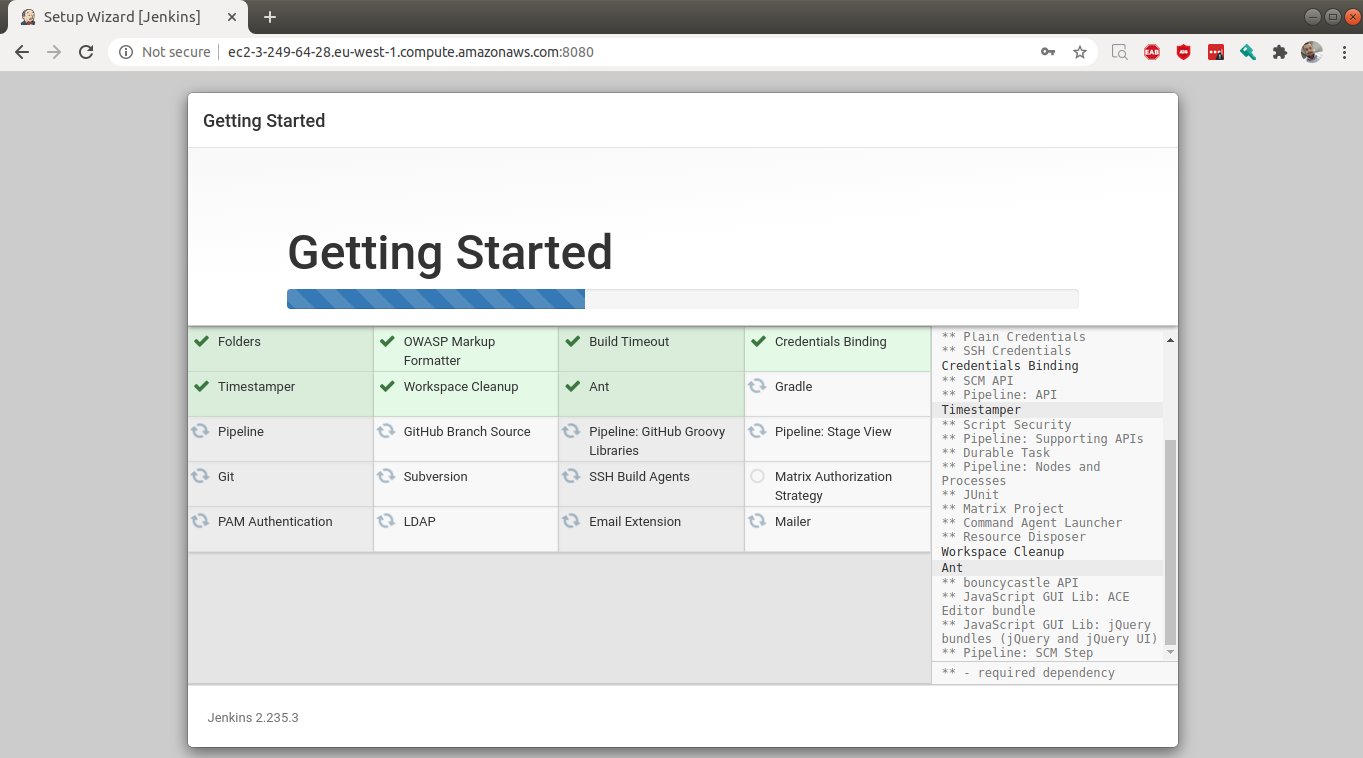 Setup Wizard [Jenkins]
Not secure
ec2-3-249-64-28.eu-west-1.compute.amazonaws.com:8080
Getting Started
Getting Started
Folders
OWASP Markup
Formatter
Build Timeout
Credentials Binding
Timestamper
Workspace Cleanup
Ant
Gradle
Pipeline
GitHub Branch Source
Pipeline: GitHub Groovy
Libraries
Pipeline: Stage View
Git
Subversion
SSH Build Agents
Matrix Authorization
Strategy
PAM Authentication
LDAP
Email Extension
Mailer
** Plain Credentials
** SSH Credentials
Credentials Binding
** SCM API
** Pipeline: API
Timestamper
** Script Security
** Pipeline: Supporting APIs
** Durable Task
** Pipeline: Nodes and
Processes
** JUnit
** Matrix Project
** Command Agent Launcher
** Resource Disposer
Workspace Cleanup
Ant
** bouncycastle API
** JavaScript GUI Lib: ACE
Editor bundle
** JavaScript GUI Lib: jQuery
bundles (jQuery and jQuery UI)
** Pipeline: SCM Step
** - required dependency
Jenkins 2.235.3